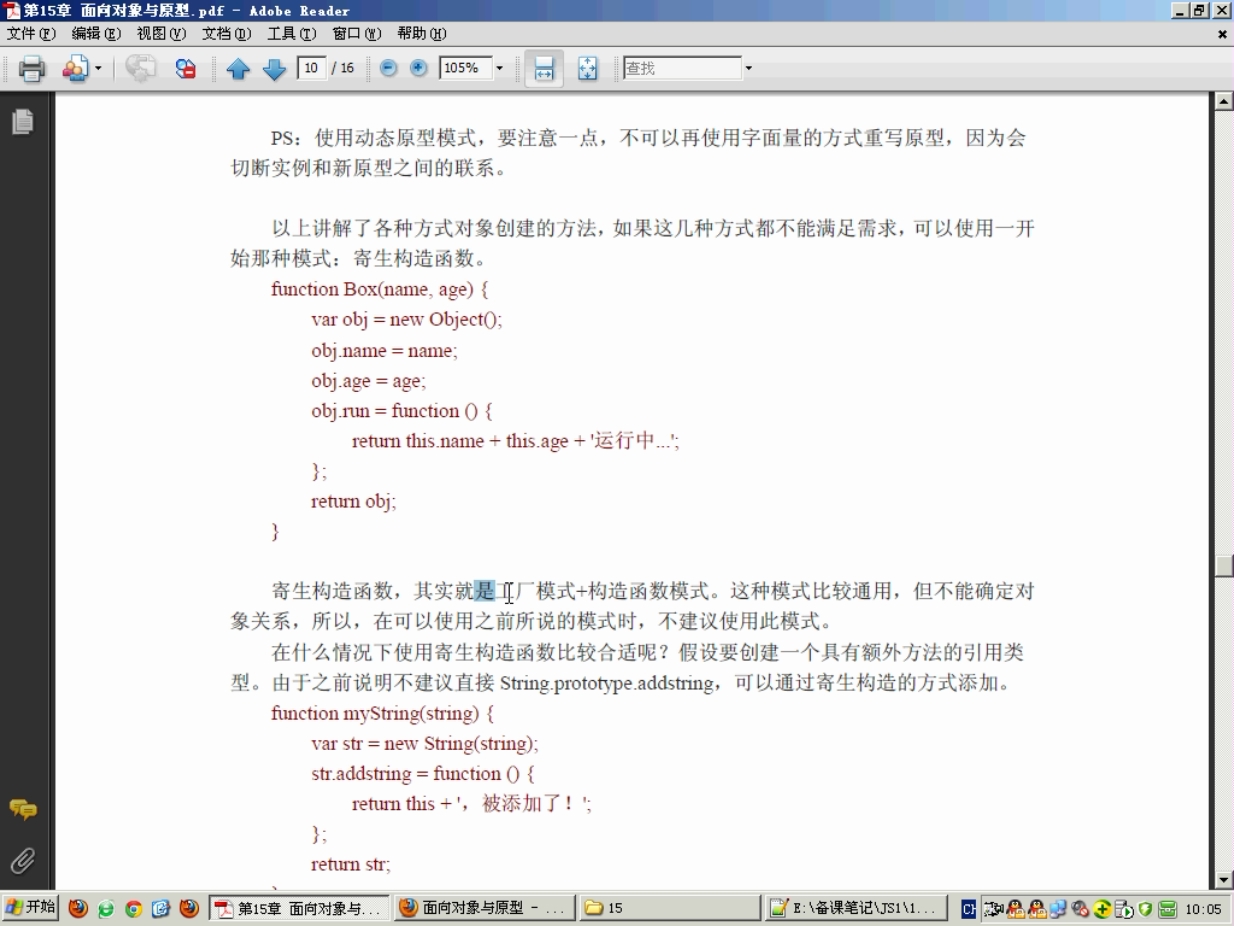 第15章 面向对象与原型.pdf - Adobe Reader
文件(F) 编辑(E) 视图(V) 文档(D) 工具(T) 窗口(W) 帮助(H)
10 / 16 105% 查找
PS：使用动态原型模式，要注意一点，不可以再使用字面量的方式重写原型，因为会
切断实例和新原型之间的联系。
以上讲解了各种方式对象创建的方法，如果这几种方式都不能满足需求，可以使用一开
始那种模式：寄生构造函数。
function Box(name, age) {
var obj = new Object();
obj.name = name;
obj.age = age;
obj.run = function () {
return this.name + this.age + '运行中...';
};
return obj;
}
寄生构造函数，其实就是工厂模式+构造函数模式。这种模式比较通用，但不能确定对
象关系，所以，在可以使用之前所说的模式时，不建议使用此模式。
在什么情况下使用寄生构造函数比较合适呢？假设要创建一个具有额外方法的引用类
型。由于之前说明不建议直接 String.prototype.addstring，可以通过寄生构造的方式添加。
function myString(string) {
var str = new String(string);
str.addstring = function () {
return this + '，被添加了！';
};
return str;
开始 第15章 面向对象与... 面向对象与原型 - ... 15 E:\备课笔记\JS1\1... CH 10:05